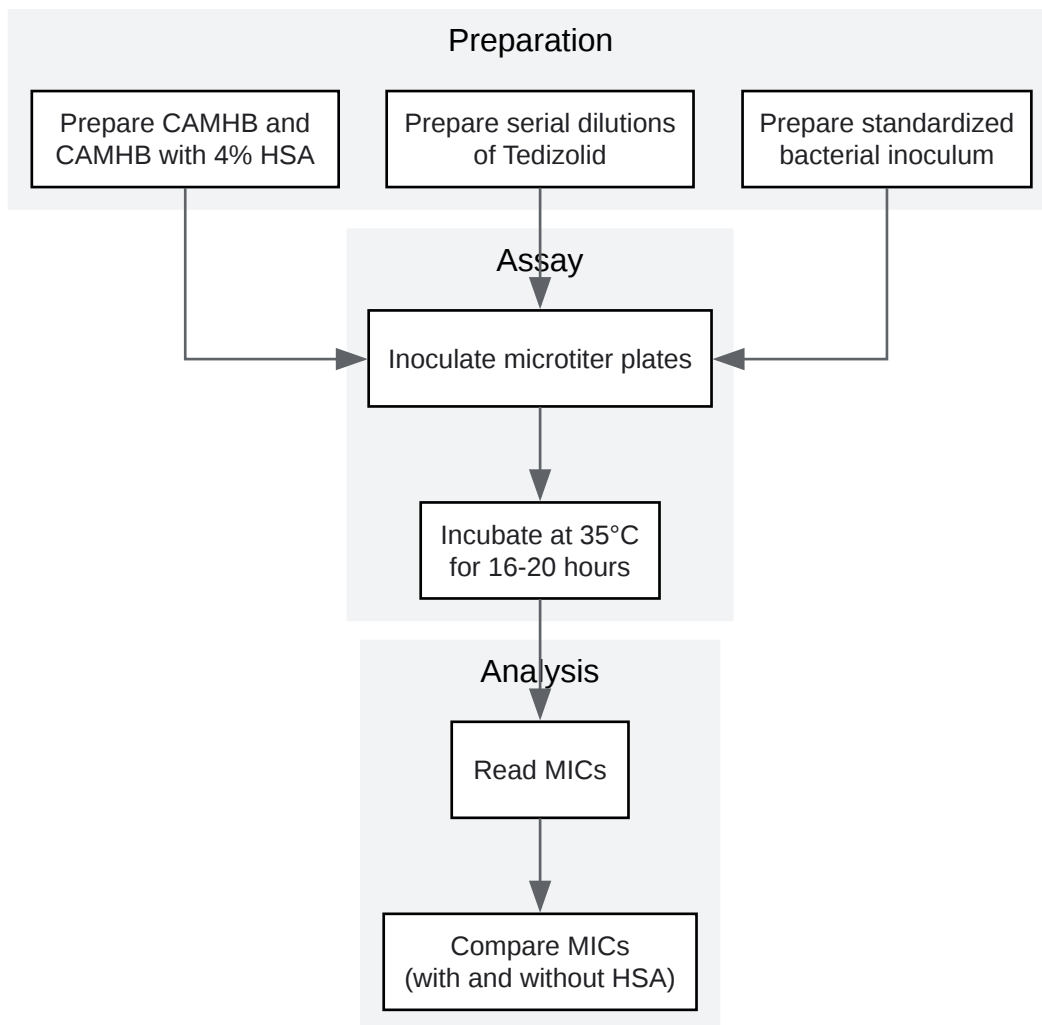 Preparation
Prepare CAMHB and
CAMHB with 4% HSA
Prepare serial dilutions
of Tedizolid
Prepare standardized
bacterial inoculum
Assay
Inoculate microtiter plates
Incubate at 35°C
for 16-20 hours
Analysis
Read MICs
Compare MICs
(with and without HSA)